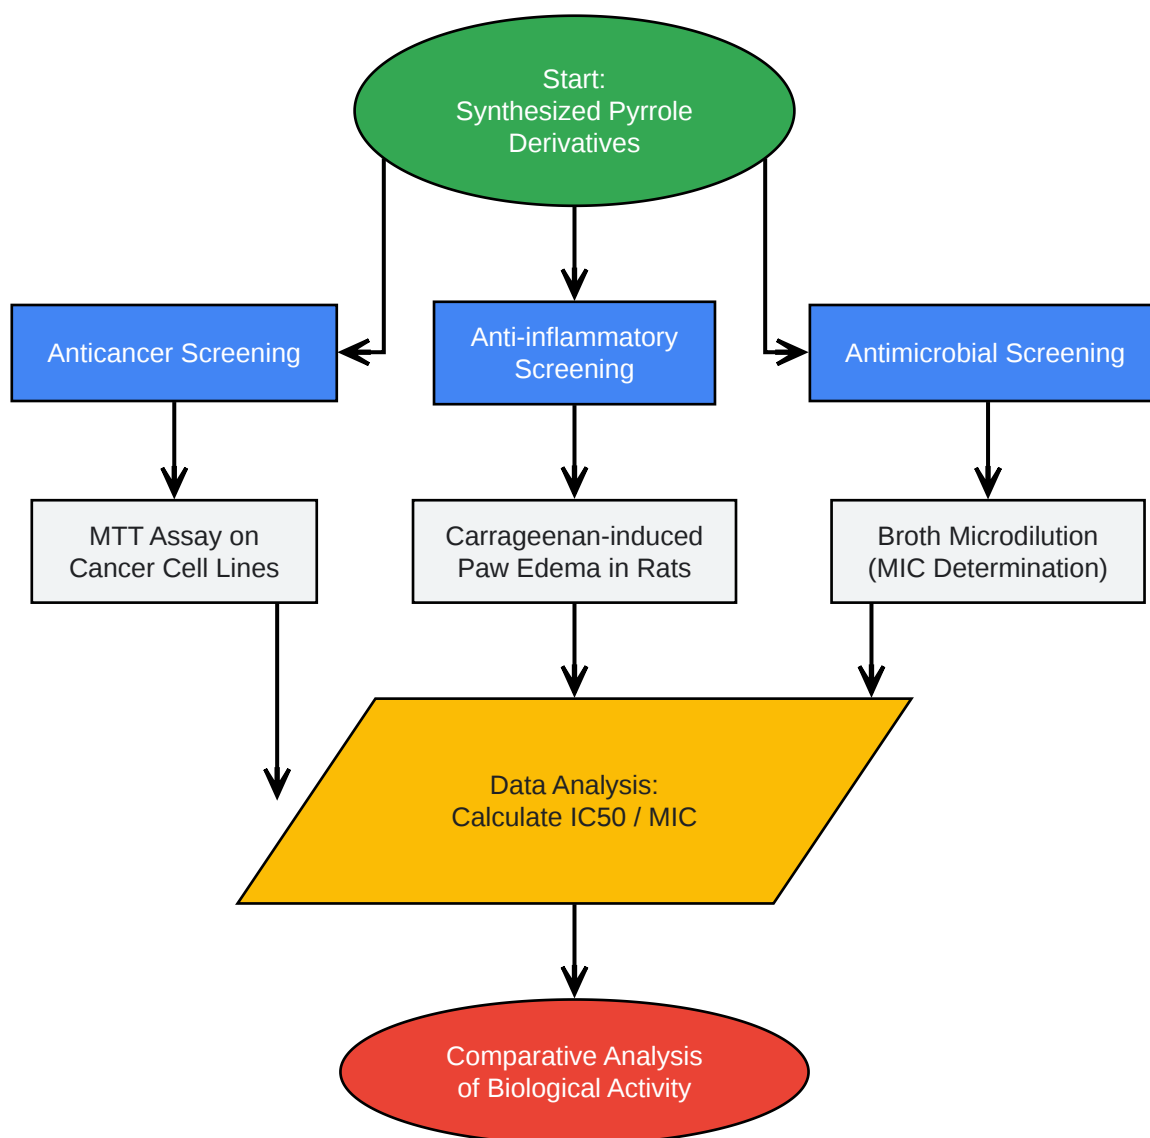 Start:
Synthesized Pyrrole
Derivatives
Anticancer Screening
Anti-inflammatory
Screening
Antimicrobial Screening
MTT Assay on
Cancer Cell Lines
Carrageenan-induced
Paw Edema in Rats
Broth Microdilution
(MIC Determination)
Data Analysis:
Calculate IC50 / MIC
Comparative Analysis
of Biological Activity